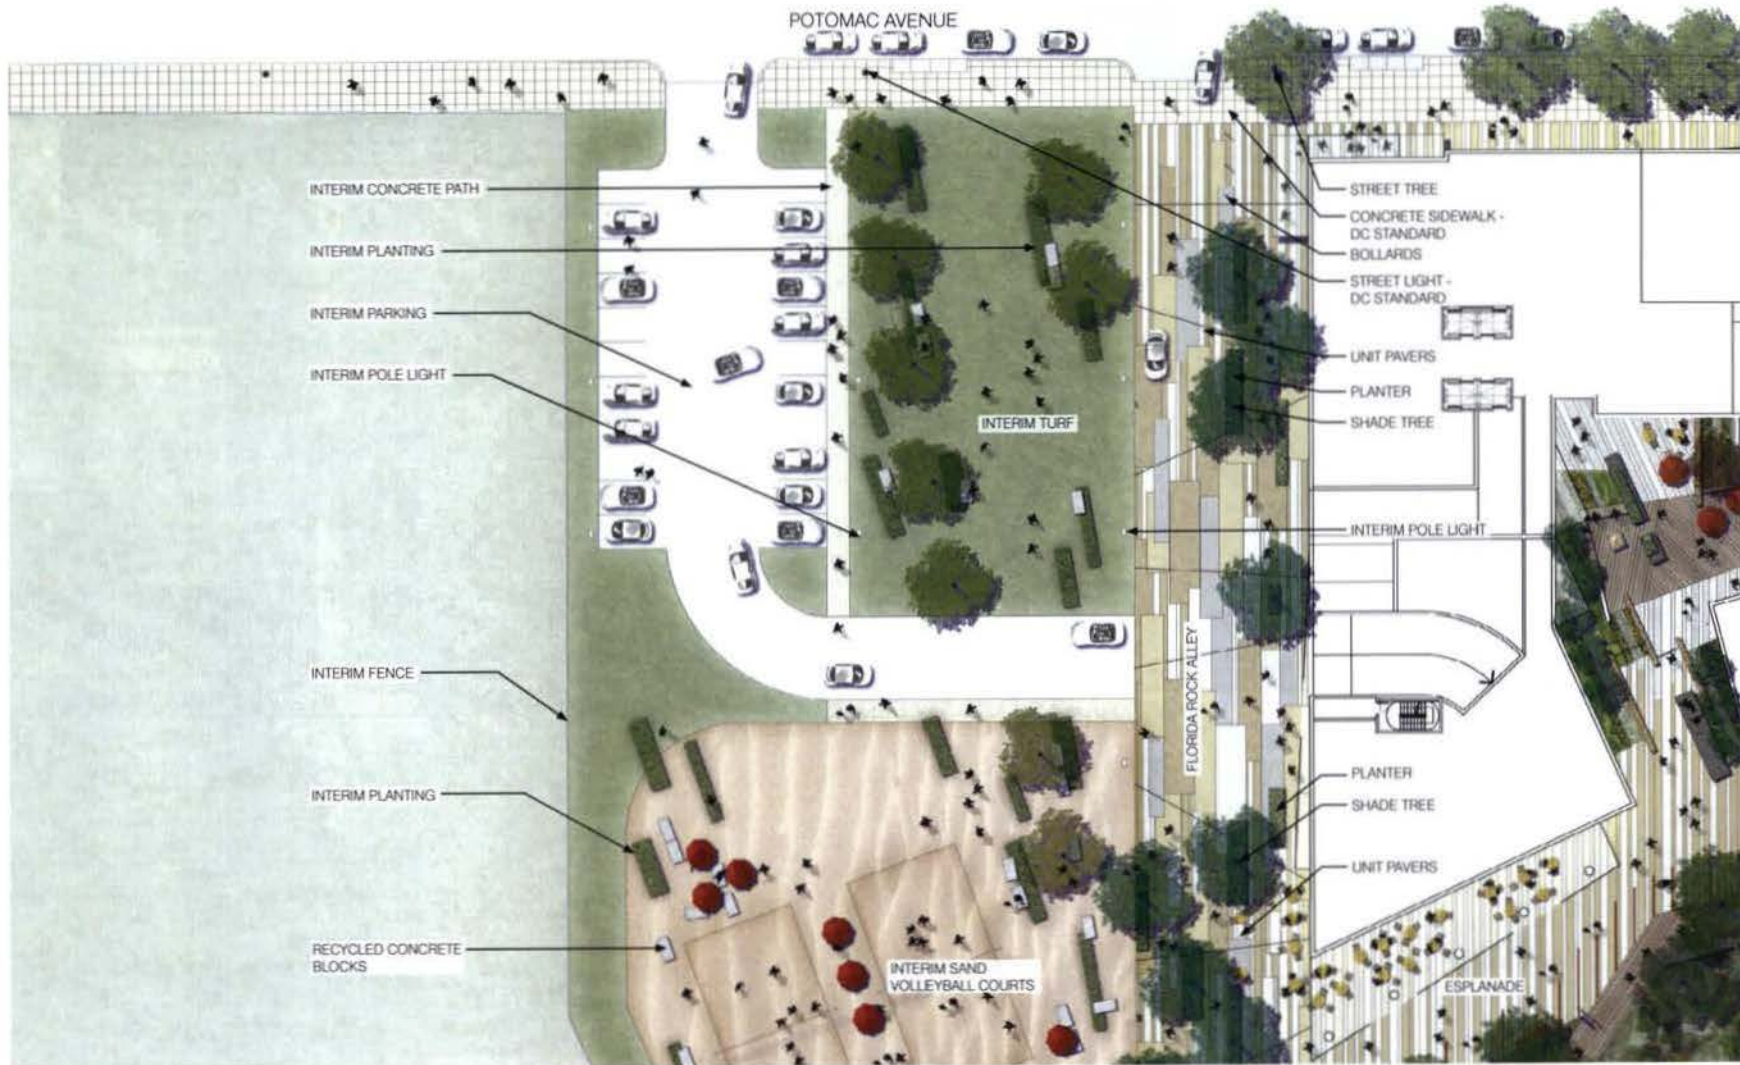 POTOMAC AVENUE
INTERIM CONCRETE PATH
INTERIM PLANTING
INTERIM PARKING
INTERIM POLE LIGHT
INTERIM FENCE
INTERIM PLANTING
RECYCLED CONCRETE
BLOCKS
INTERIM TURF
INTERIM SAND
VOLLEYBALL COURTS
FLORIDA ROCK ALLEY
STREET TREE
CONCRETE SIDEWALK -
DC STANDARD
BOLLARDS
STREET LIGHT -
DC STANDARD
UNIT PAVERS
PLANTER
SHADE TREE
INTERIM POLE LIGHT
PLANTER
SHADE TREE
UNIT PAVERS
ESPLANADE